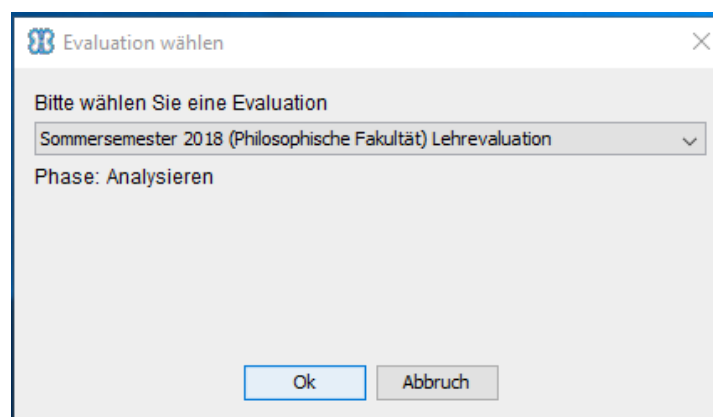 Evaluation wählen
Bitte wählen Sie eine Evaluation
Sommersemester 2018 (Philosophische Fakultät) Lehrevaluation
Phase: Analysieren
Ok
Abbruch